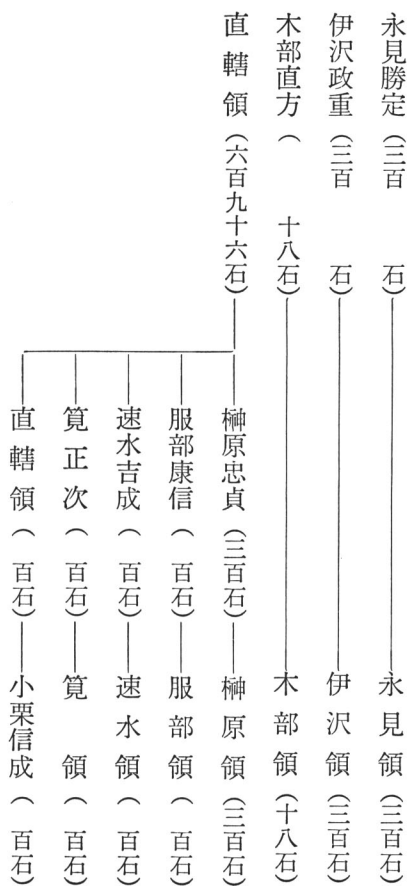 永見勝定（三百石） 永見領（三百石）
伊沢政重（三百石） 伊沢領（三百石）
木部直方（十八石） 木部領（十八石）
直轄領（六百九十六石）
榊原忠貞（三百石） 榊原領（三百石）
服部康信（百石） 服部領（百石）
速水吉成（百石） 速水領（百石）
筧正次（百石） 筧領（百石）
直轄領（百石） 小栗信成（百石）